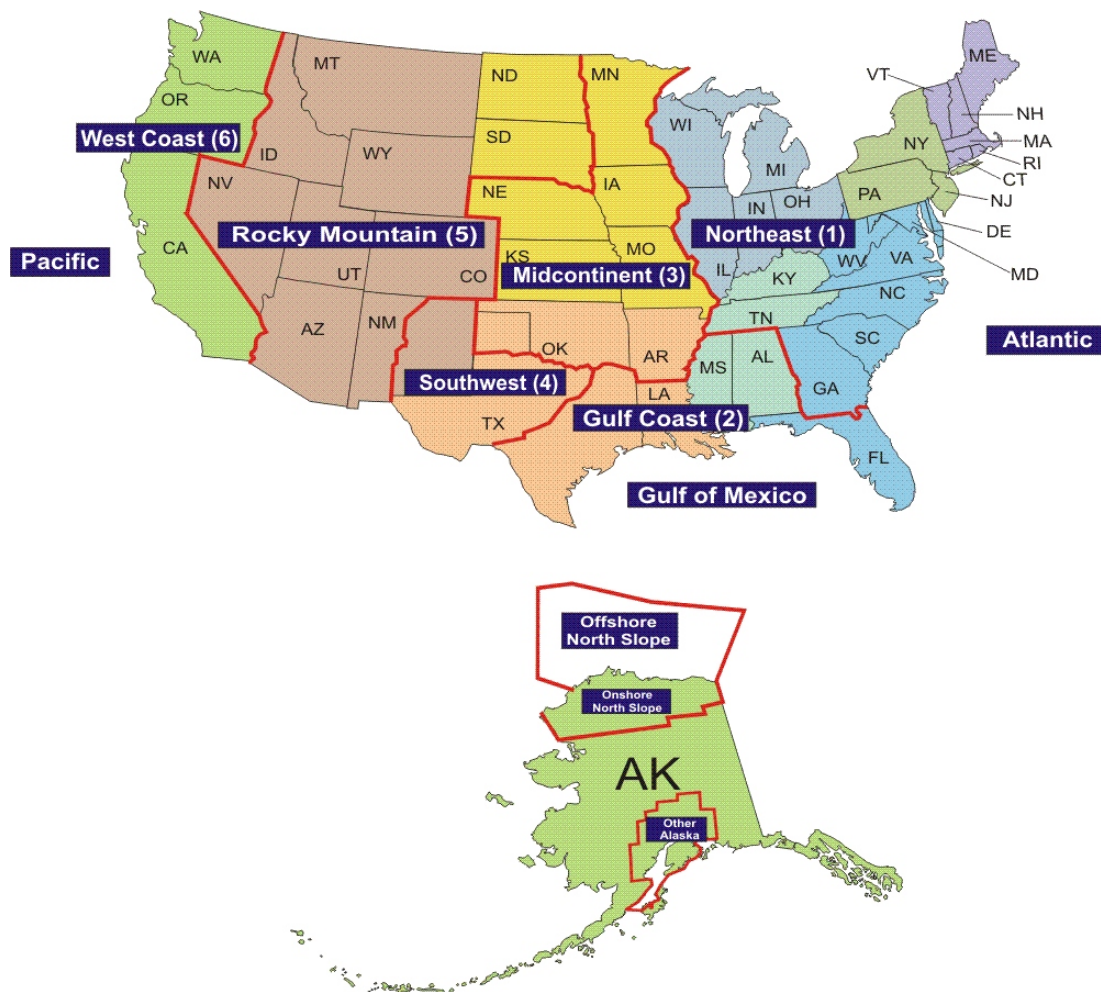 WA
MT
ND
MN
ME
VT
OR
NH
West Coast (6)
SD
WI
NY
MA
ID
WY
MI
RI
CT
NV
NE
IA
PA
NJ
IN
OH
Rocky Mountain (5)
Northeast (1)
DE
CA
KS
MO
WV
VA
Pacific
UT
CO
Midcontinent (3)
IL
KY
MD
NC
AZ
NM
TN
OK
AR
SC
Atlantic
MS
AL
Southwest (4)
GA
LA
TX
Gulf Coast (2)
FL
Gulf of Mexico
Offshore
North Slope
Onshore
North Slope
AK
Other
Alaska